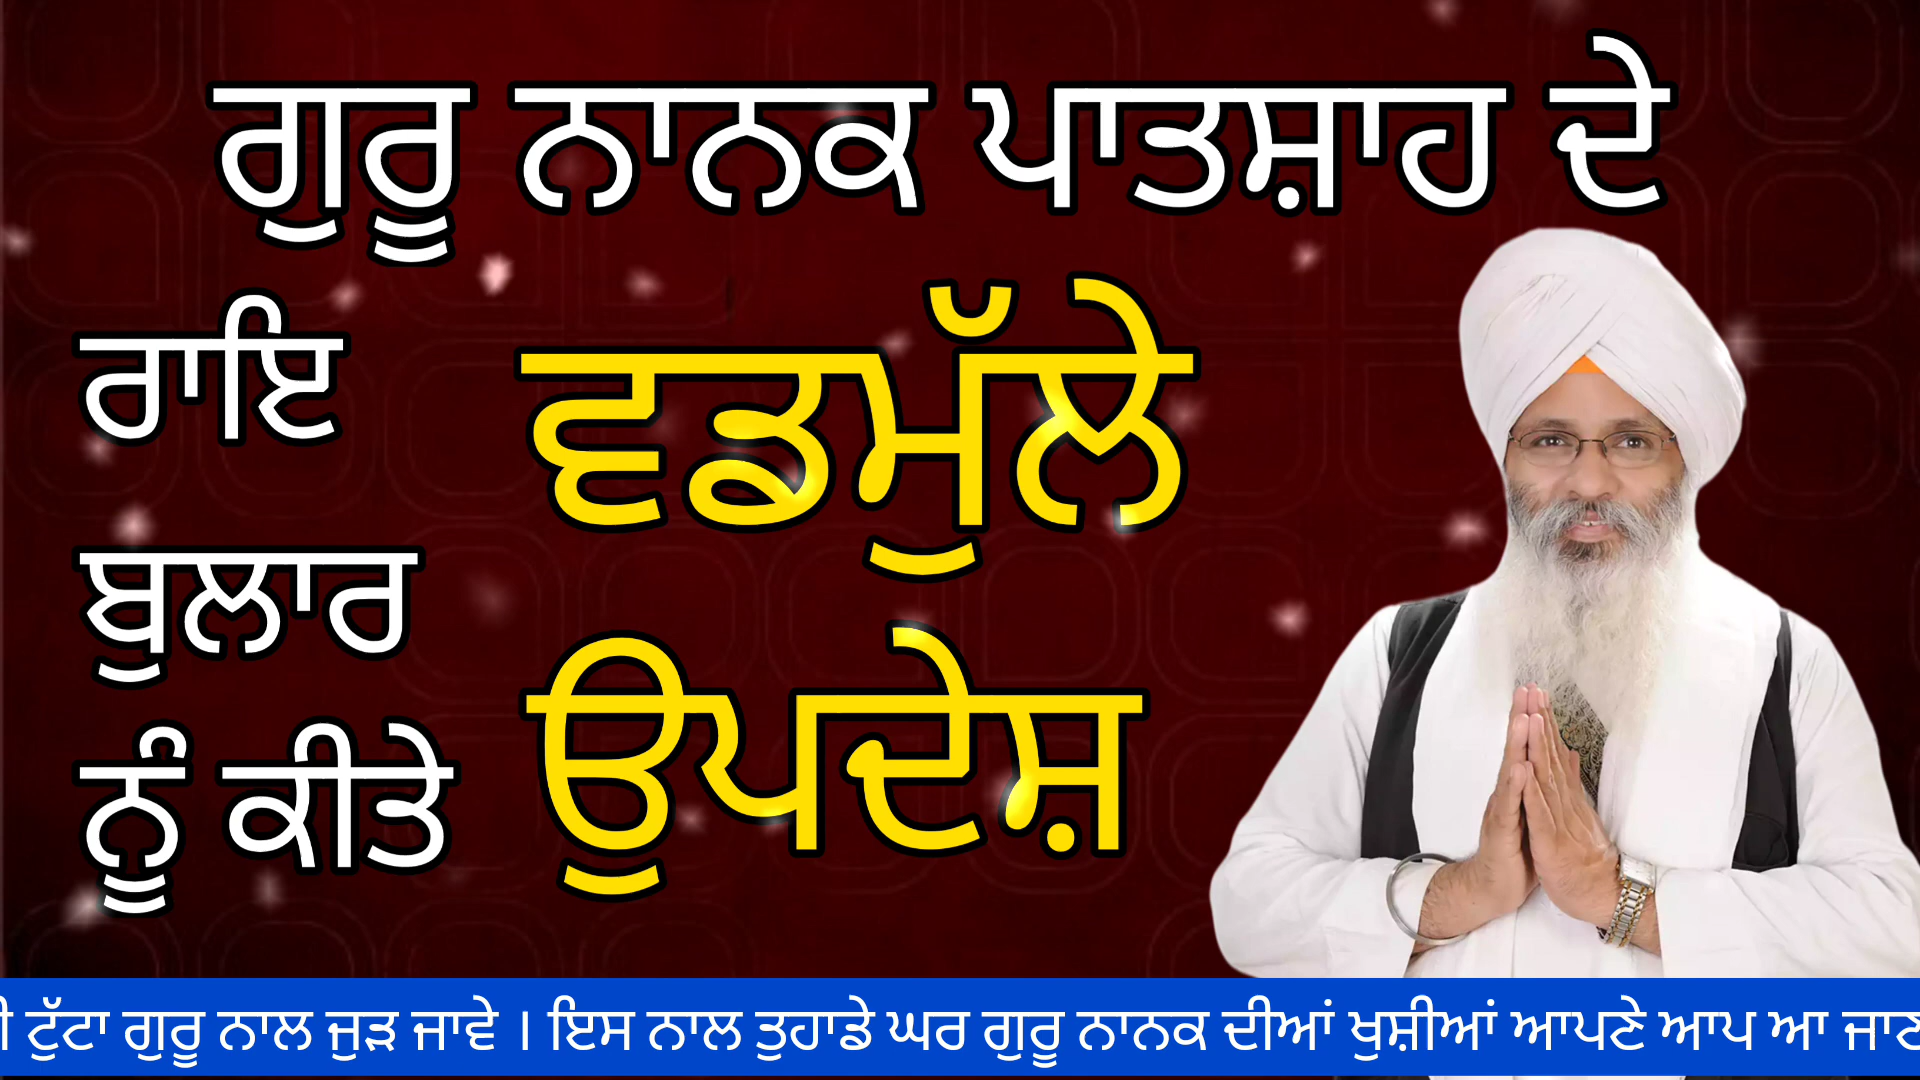 ਗੁਰੂ ਨਾਨਕ ਪਾਤਸ਼ਾਹ ਦੇ
ਰਾਇ
ਬੁਲਾਰ
ਨੂੰ ਕੀਤੇ
ਵਡਮੁੱਲੇ
ਉਪਦੇਸ਼
ਟੁੱਟਾ ਗੁਰੂ ਨਾਲ ਜੁੜ ਜਾਵੇ । ਇਸ ਨਾਲ ਤੁਹਾਡੇ ਘਰ ਗੁਰੂ ਨਾਨਕ ਦੀਆਂ ਖੁਸ਼ੀਆਂ ਆਪਣੇ ਆਪ ਆ